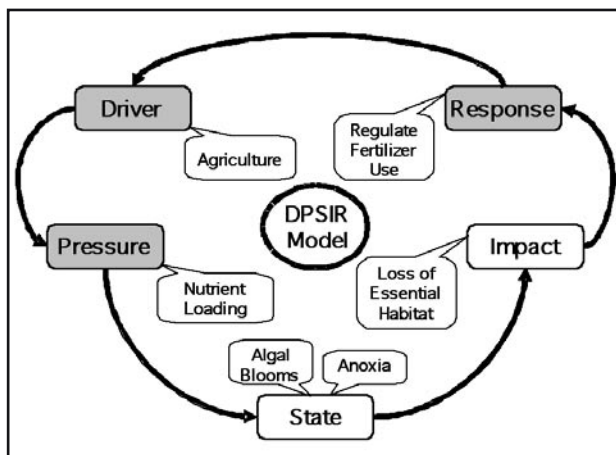 Driver
Agriculture
Response
Regulate
Fertilizer
Use
DPSIR
Model
Pressure
Nutrient
Loading
Impact
Loss of
Essential
Habitat
Algal
Blooms
Anoxia
State